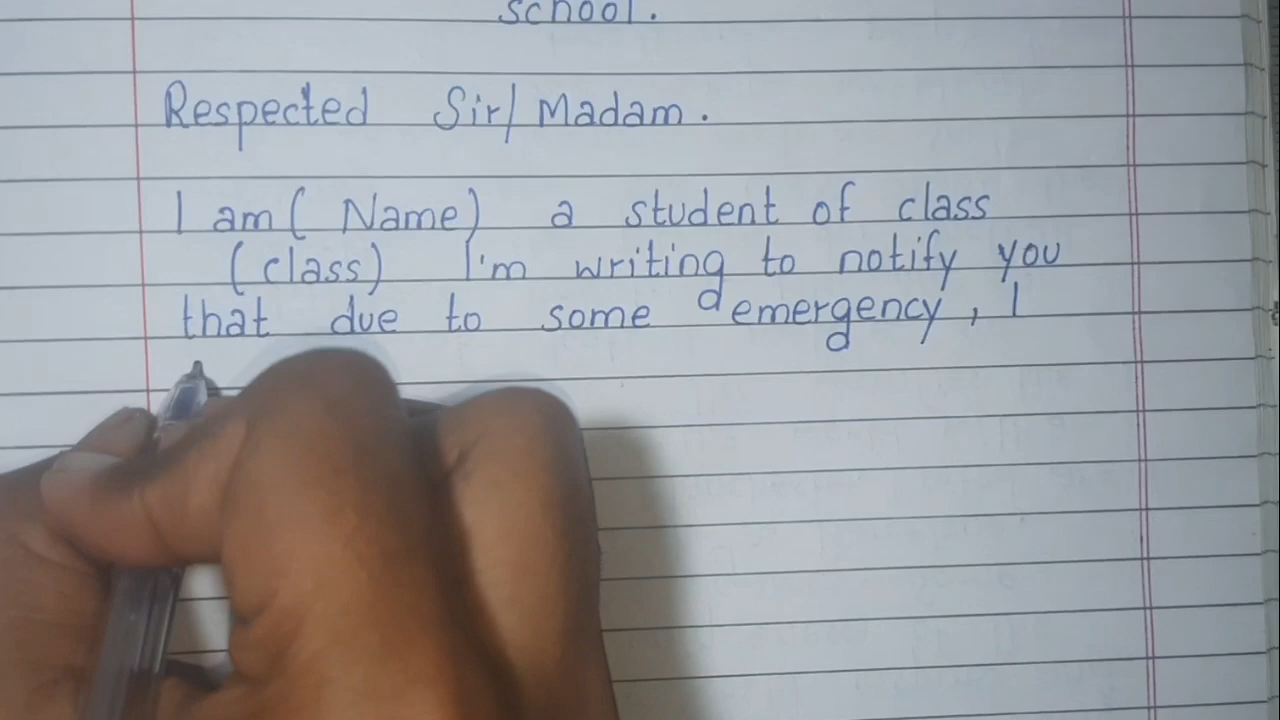 school.
Respected Sir/Madam.
I am ( Name) a student of class
(class) I'm writing to notify you
that due to some emergency, I